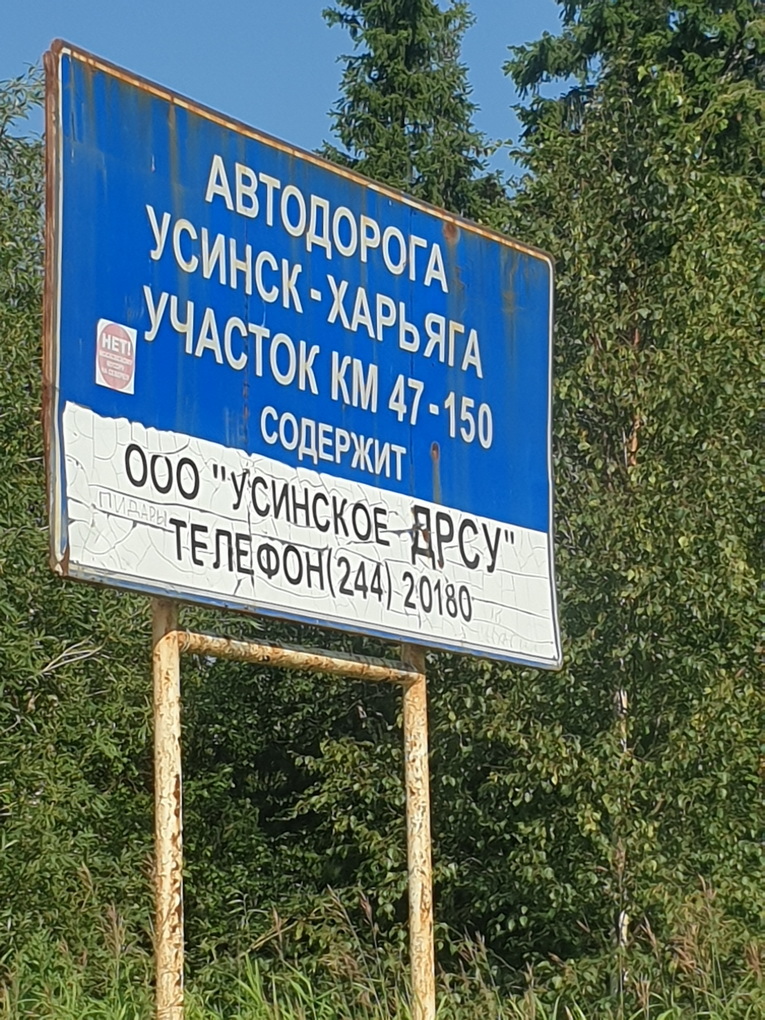 АВТОДОРОГА
УСИНСК-ХАРЬЯГА
УЧАСТОК КМ 47-150
СОДЕРЖИТ
НЕТ!
ООО "УСИНСКОЕ ДРСУ"
ПИДАРЫ
ТЕЛЕФОН(244) 20180